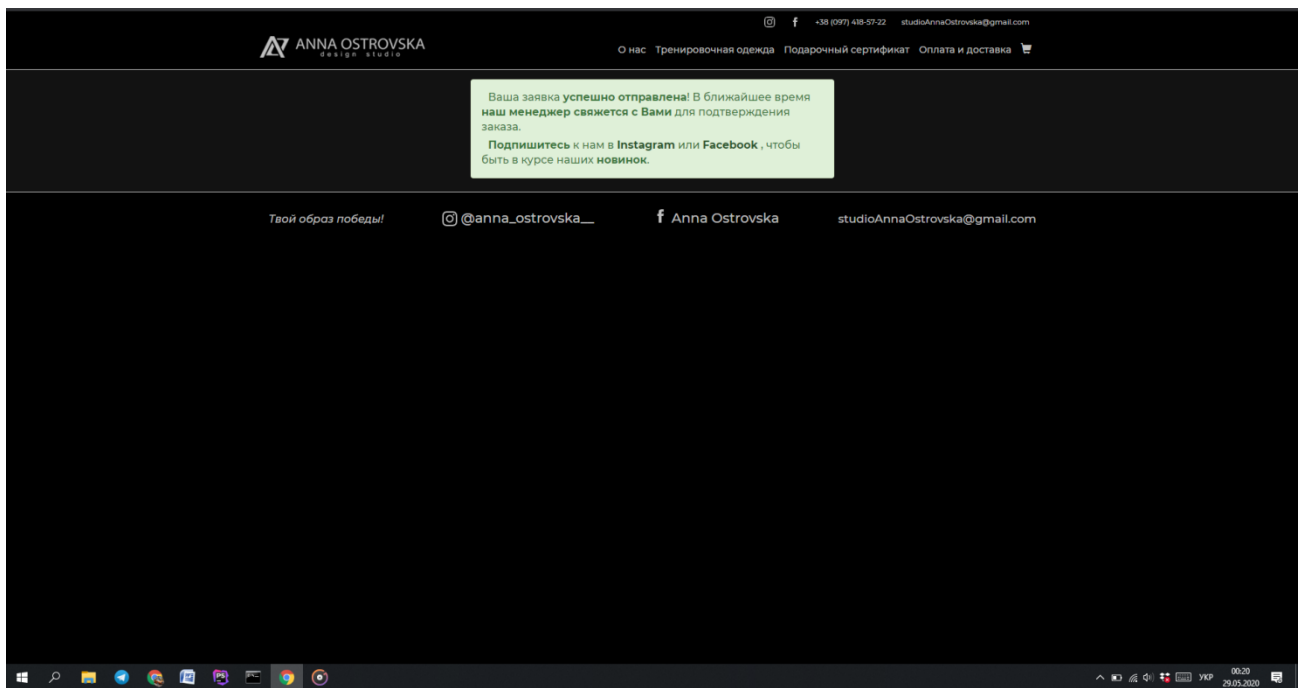 +38 (097) 418-57-22 studioAnnaOstrovska@gmail.com
ANNA OSTROVSKA
design studio
О нас Тренировочная одежда Подарочный сертификат Оплата и доставка
Ваша заявка успешно отправлена! В ближайшее время
наш менеджер свяжется с Вами для подтверждения
заказа.
Подпишитесь к нам в Instagram или Facebook , чтобы
быть в курсе наших новинок.
Твой образ победы! @anna_ostrovska__ Anna Ostrovska studioAnnaOstrovska@gmail.com
УКР
00:20
29.05.2020